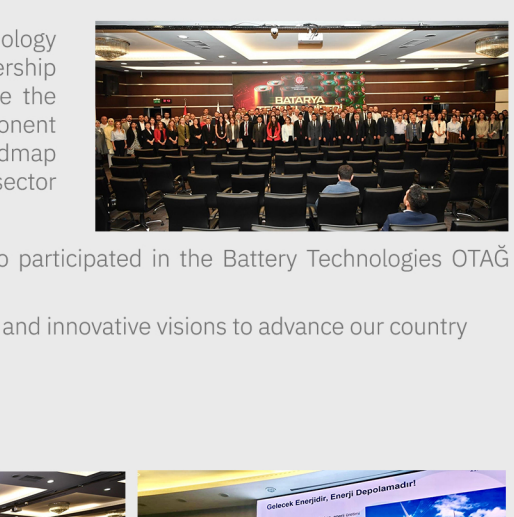 ology
ership
e the
onent
dmap
sector
BATARYA
o participated in the Battery Technologies OTAĞ
and innovative visions to advance our country
Gelecek Enerjidir, Enerji Depolamadır!